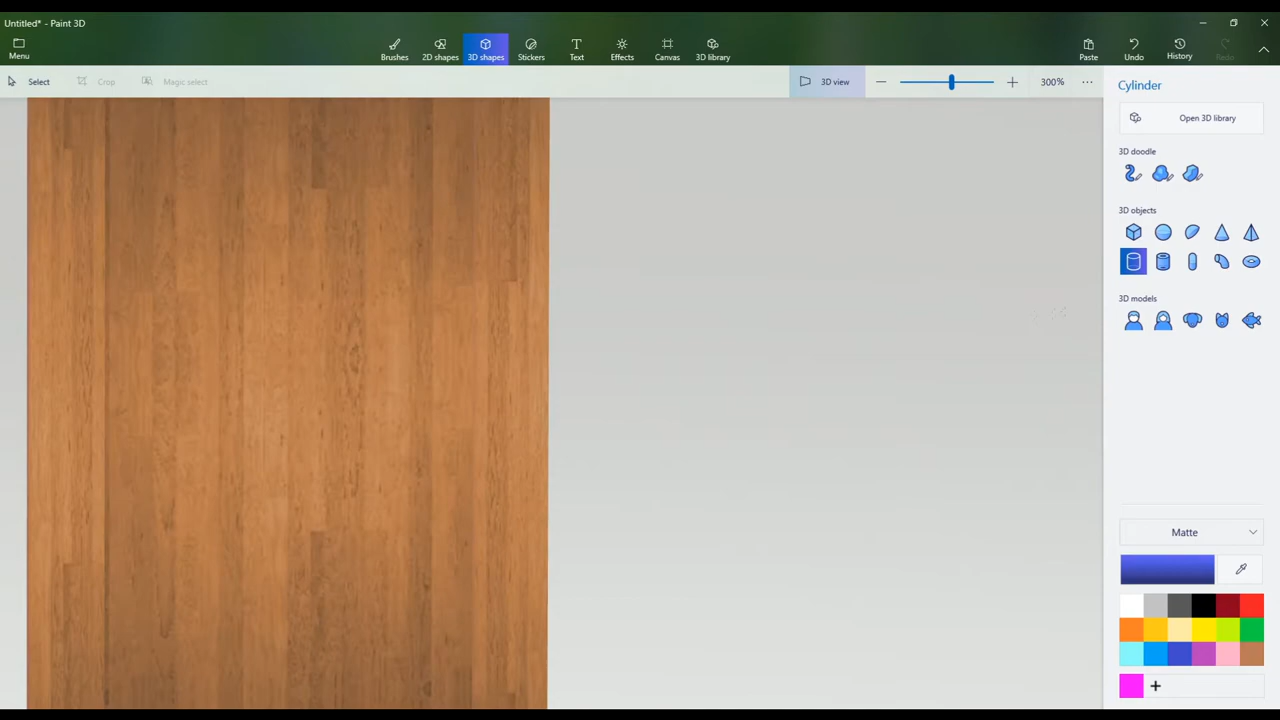 Untitled* - Paint 3D
Menu
Brushes
2D shapes
3D shapes
Stickers
Text
Effects
Canvas
3D library
Paste
Undo
History
Redo
Select
Crop
Magic select
3D view
300%
Cylinder
Open 3D library
3D doodle
3D objects
3D models
Matte